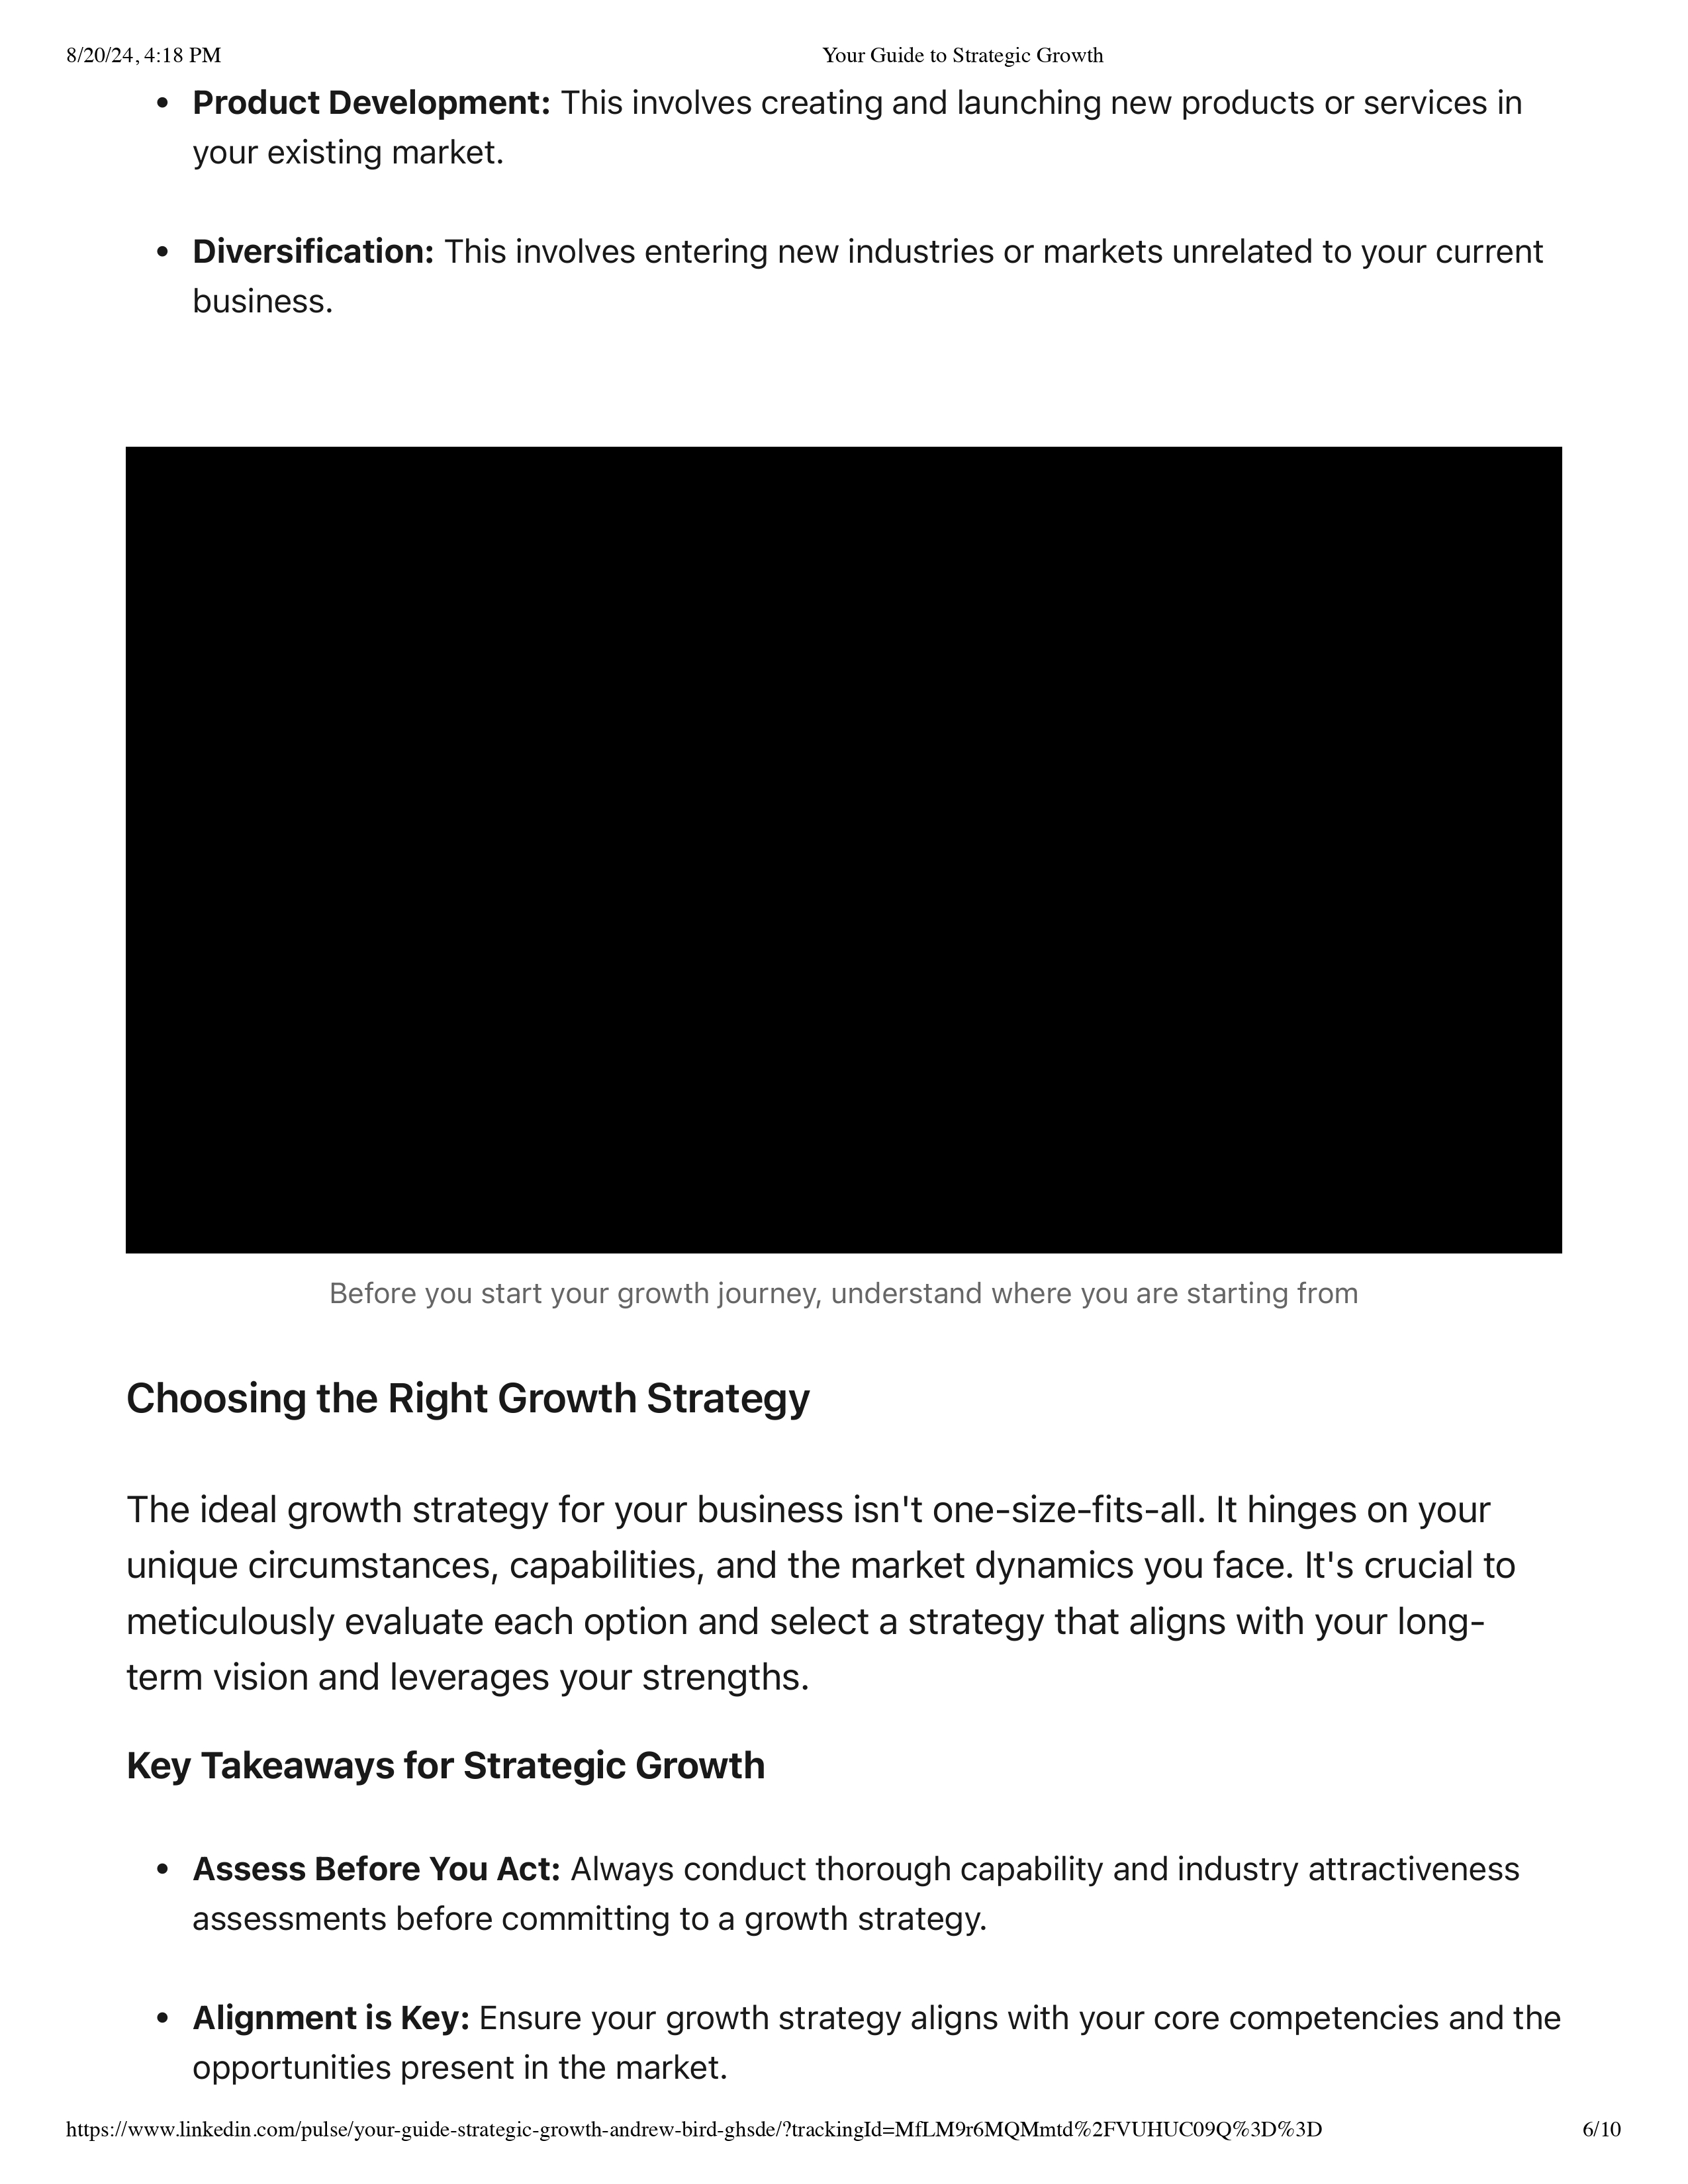 8/20/24, 4:18 PM
Your Guide to Strategic Growth
• Product Development: This involves creating and launching new products or services in
your existing market.
• Diversification: This involves entering new industries or markets unrelated to your current
business.
Before you start your growth journey, understand where you are starting from
Choosing the Right Growth Strategy
The ideal growth strategy for your business isn't one-size-fits-all. It hinges on your
unique circumstances, capabilities, and the market dynamics you face. It's crucial to
meticulously evaluate each option and select a strategy that aligns with your long-
term vision and leverages your strengths.
Key Takeaways for Strategic Growth
• Assess Before You Act: Always conduct thorough capability and industry attractiveness
assessments before committing to a growth strategy.
• Alignment is Key: Ensure your growth strategy aligns with your core competencies and the
opportunities present in the market.
https://www.linkedin.com/pulse/your-guide-strategic-growth-andrew-bird-ghsde/?trackingId=MfLM9r6MQMmtd%2FVUHUC09Q%3D%3D
6/10